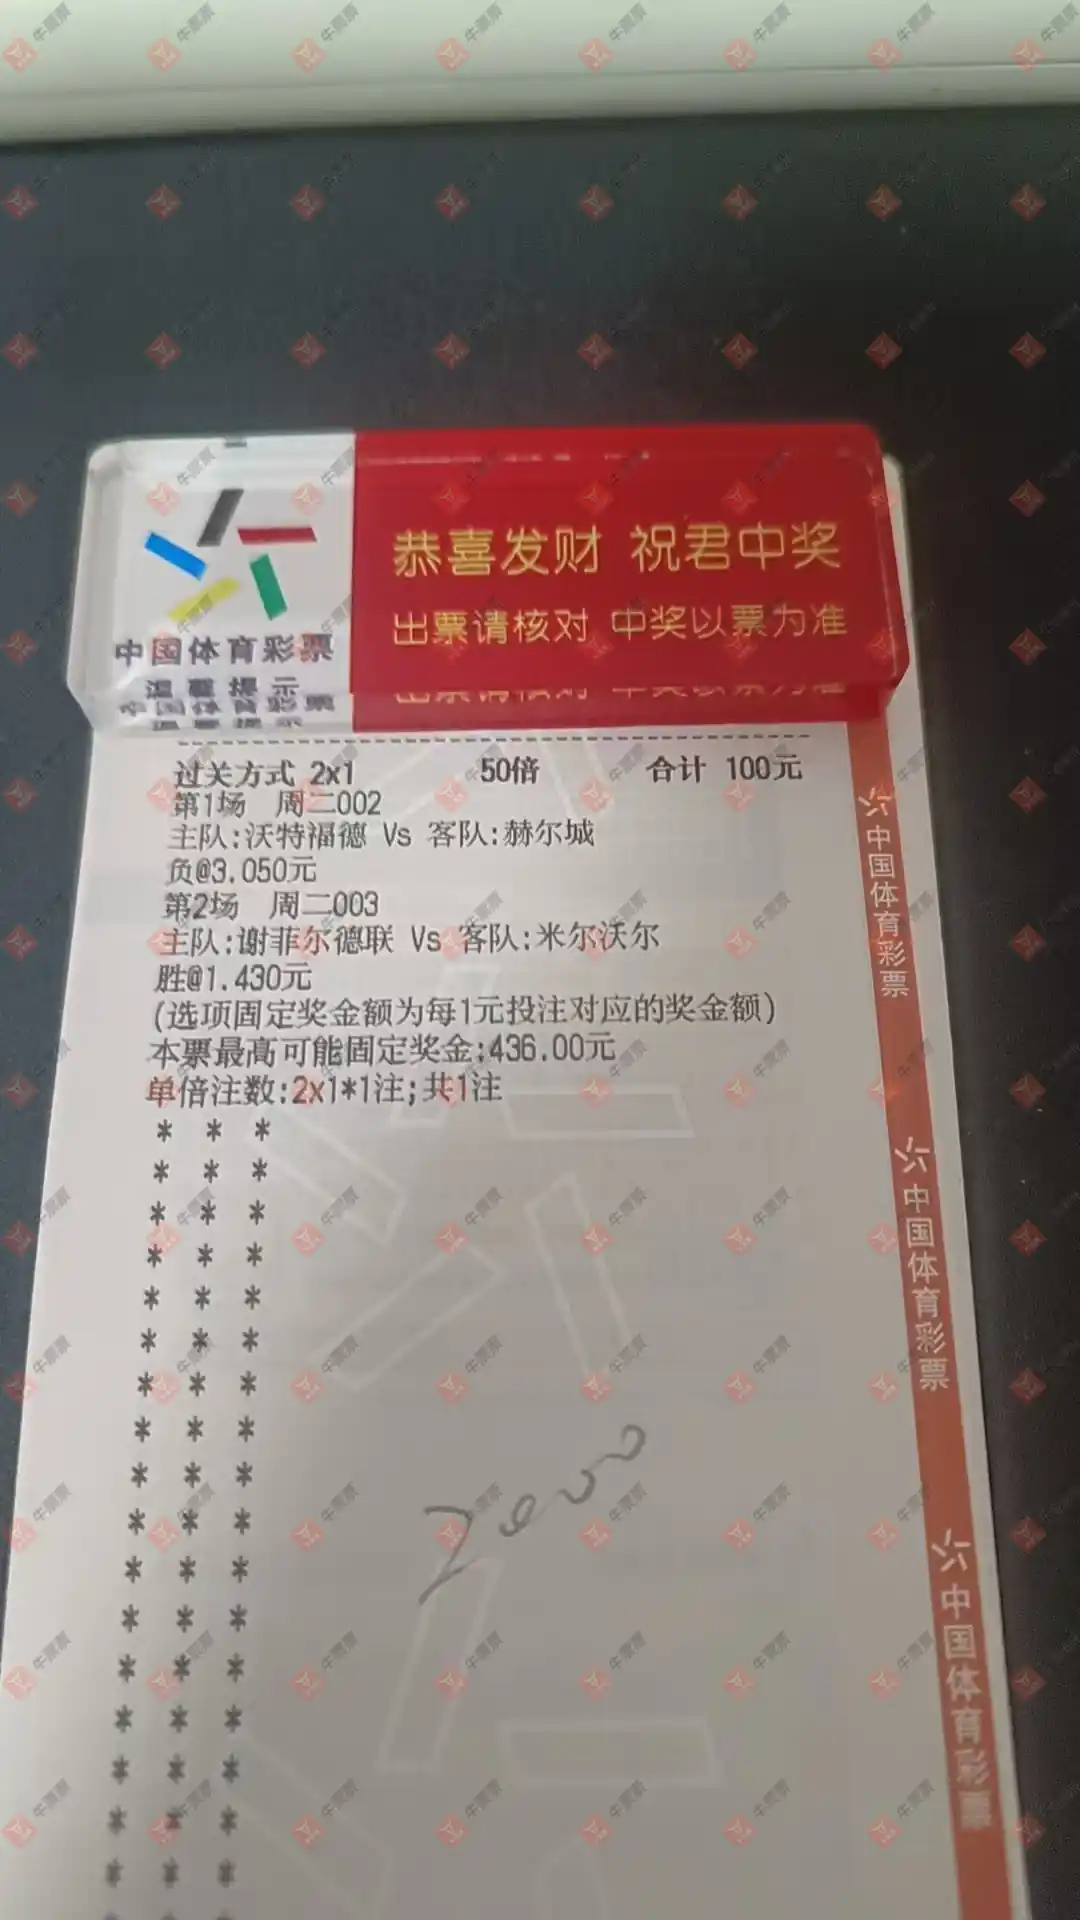 恭喜发财 祝君中奖
出票请核对 中奖以票为准
中国体育彩票
温馨提示
过关方式 2x1 50倍 合计 100元
第1场 周二002
主队:沃特福德 Vs 客队:赫尔城
负@3.050元
第2场 周二003
主队:谢菲尔德联 Vs 客队:米尔沃尔
胜@1.430元
(选项固定奖金额为每1元投注对应的奖金额)
本票最高可能固定奖金:436.00元
单倍注数:2x1*1注;共1注
中国体育彩票
中国体育彩票
中国体育彩票
牛票票